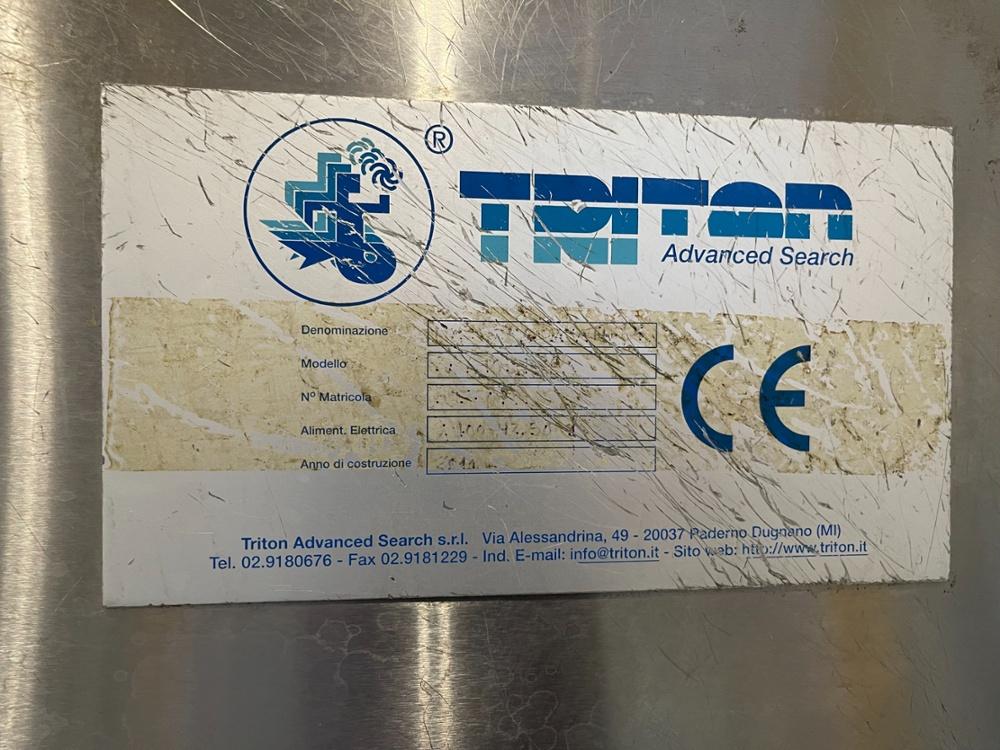 ®
TRITON
Advanced Search
Denominazione
Modello
N° Matricola
Aliment. Elettrica
Anno di costruzione
CE
Triton Advanced Search s.r.l. Via Alessandrina, 49 - 20037 Paderno Dugnano (MI)
Tel. 02.9180676 - Fax 02.9181229 - Ind. E-mail: info@triton.it - Sito web: http://www.triton.it